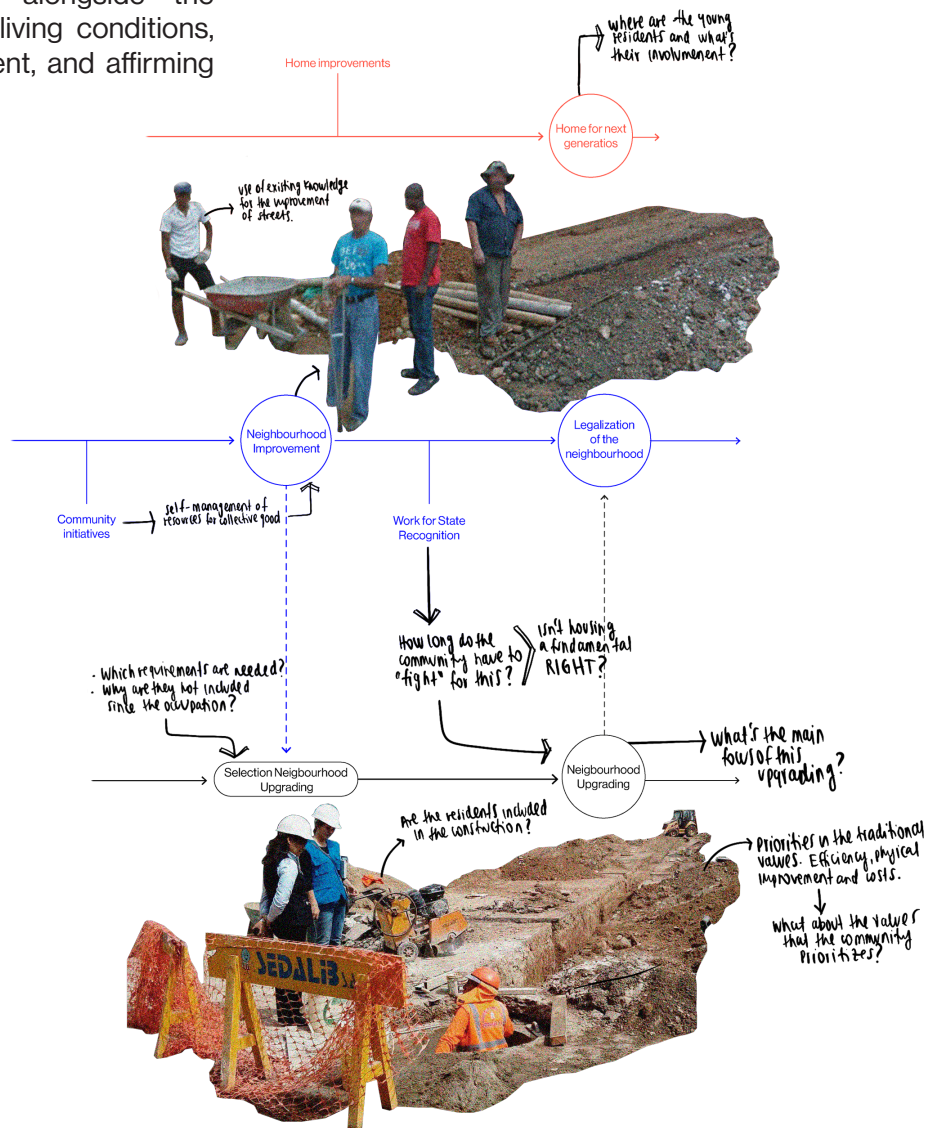 alongside the
living conditions,
ent, and affirming
where are the young
residents and what's
their involvument?
Home improvements
Home for next
generatios
use of existing knowledge
for the improvement
of streets.
Neighbourhood
Improvement
Legalization
of the
neighbourhood
Community
initiatives
self-management of
resources for collective good
Work for State
Recognition
How long do the
community have to
"fight" for this?
Isn't housing
a fundamental
RIGHT?
. Which requirements are needed?
. Why are they not included
since the occupation?
What's the main
focus of this
upgrading?
Selection Neigbourhood
Upgrading
Neigbourhood
Upgrading
Are the residents included
in the construction?
Priorities in the traditional
values. Efficiency, physical
improvement and costs.
What about the values
that the community
prioritizes?
SEDALIB S.A.